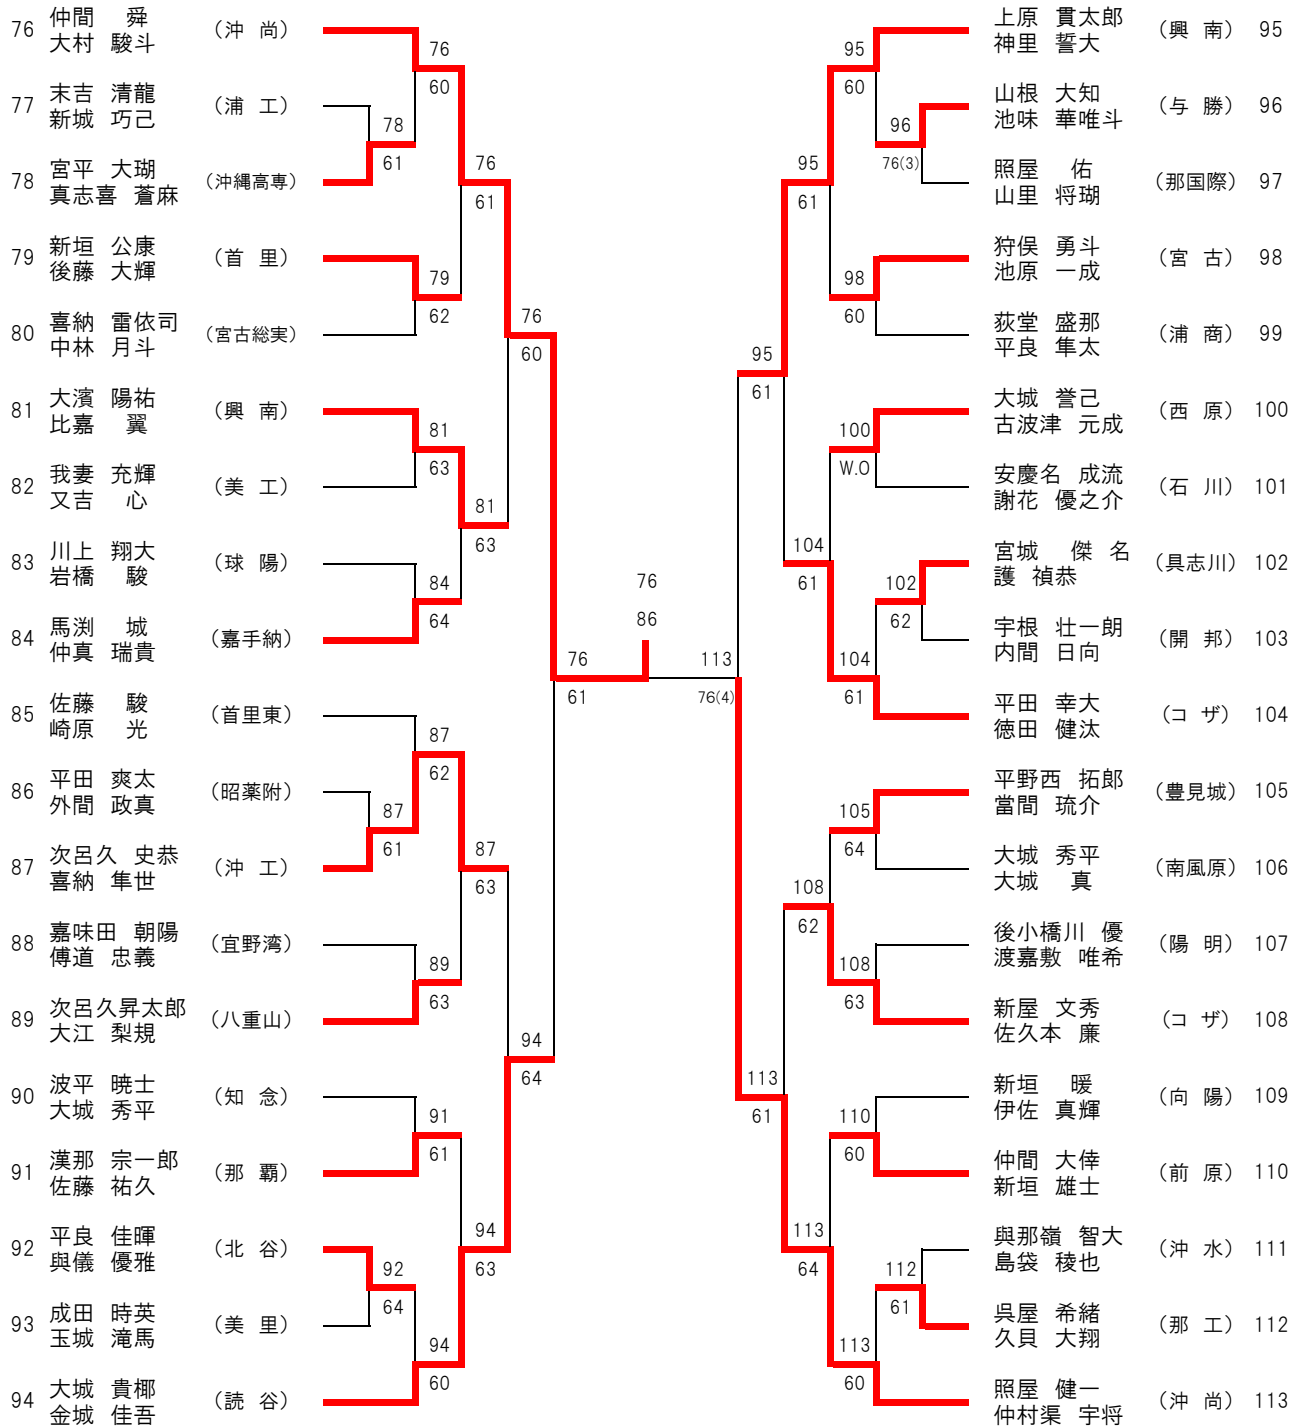 76 仲間 舜 (沖 尚)
大村 駿斗
77 末吉 清龍 (浦 工)
新城 巧己
78 宮平 大瑚 (沖縄高専)
真志喜 蒼麻
79 新垣 公康 (首 里)
後藤 大輝
80 喜納 雷依司 (宮古総実)
中林 月斗
81 大濱 陽祐 (興 南)
比嘉 翼
82 我妻 充輝 (美 工)
又吉 心
83 川上 翔大 (球 陽)
岩橋 駿
84 馬渕 城 (嘉手納)
仲真 瑞貴
85 佐藤 駿 (首里東)
崎原 光
86 平田 爽太 (昭薬附)
外間 政真
87 次呂久 史恭 (沖 工)
喜納 隼世
88 嘉味田 朝陽 (宜野湾)
傅道 忠義
89 次呂久昇太郎 (八重山)
大江 梨規
90 波平 暁士 (知 念)
大城 秀平
91 漢那 宗一郎 (那 覇)
佐藤 祐久
92 平良 佳暉 (北 谷)
與儀 優雅
93 成田 時英 (美 里)
玉城 滝馬
94 大城 貴椰 (読 谷)
金城 佳吾
76
60
78
61
76
61
79
62
76
60
81
63
81
63
84
64
76
61
87
62
87
61
87
63
89
63
94
64
91
61
94
63
92
64
94
60
76
86
113
76(4)
95
60
96
76(3)
95
61
98
60
95
61
100
W.O
104
61
102
62
104
61
105
64
108
62
108
63
113
61
110
60
113
64
112
61
113
60
上原 貫太郎 (興 南) 95
神里 誓大
山根 大知 (与 勝) 96
池味 華唯斗
照屋 佑 (那国際) 97
山里 将瑚
狩俣 勇斗 (宮 古) 98
池原 一成
荻堂 盛那 (浦 商) 99
平良 隼太
大城 誉己 (西 原) 100
古波津 元成
安慶名 成流 (石 川) 101
謝花 優之介
宮城 傑 名 (具志川) 102
護 禎恭
宇根 壮一朗 (開 邦) 103
内間 日向
平田 幸大 (コ ザ) 104
徳田 健汰
平野西 拓郎 (豊見城) 105
當間 琉介
大城 秀平 (南風原) 106
大城 真
後小橋川 優 (陽 明) 107
渡嘉敷 唯希
新屋 文秀 (コ ザ) 108
佐久本 廉
新垣 暖 (向 陽) 109
伊佐 真輝
仲間 大倖 (前 原) 110
新垣 雄士
與那嶺 智大 (沖 水) 111
島袋 稜也
呉屋 希緒 (那 工) 112
久貝 大翔
照屋 健一 (沖 尚) 113
仲村渠 宇将